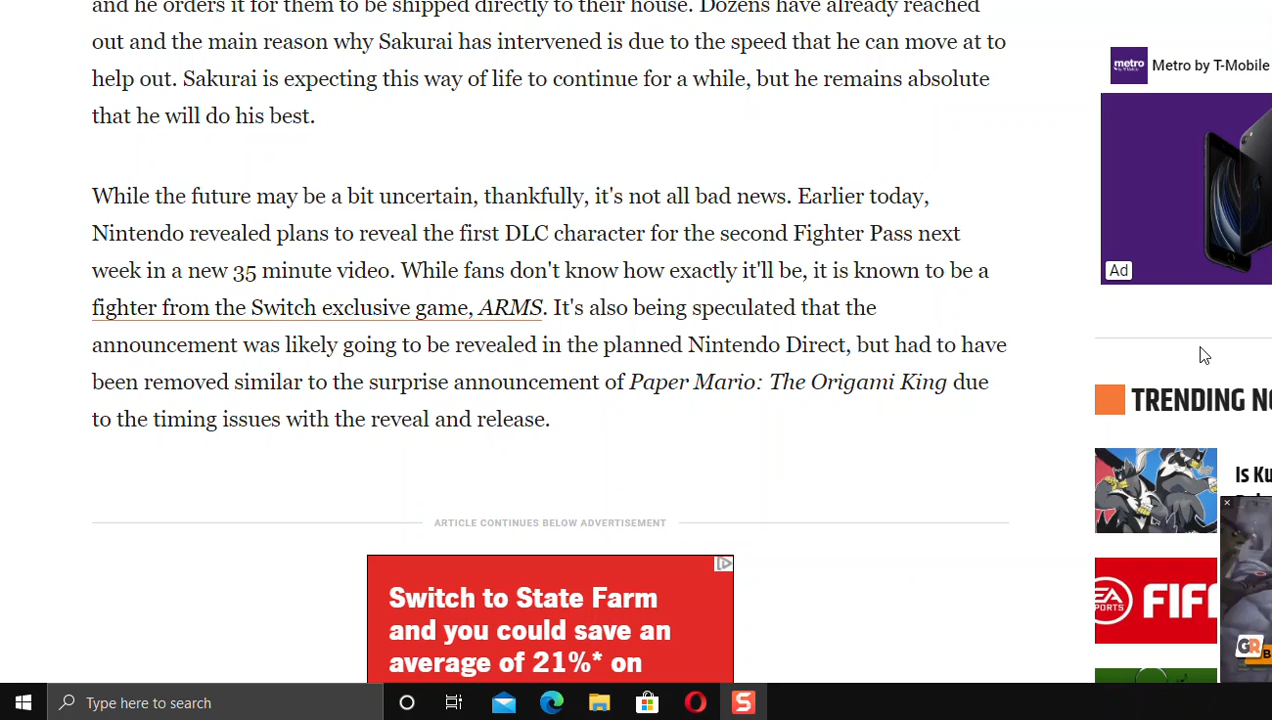 and he orders it for them to be shipped directly to their house. Dozens have already reached
out and the main reason why Sakurai has intervened is due to the speed that he can move at to
help out. Sakurai is expecting this way of life to continue for a while, but he remains absolute
that he will do his best.
While the future may be a bit uncertain, thankfully, it's not all bad news. Earlier today,
Nintendo revealed plans to reveal the first DLC character for the second Fighter Pass next
week in a new 35 minute video. While fans don't know how exactly it'll be, it is known to be a
fighter from the Switch exclusive game, ARMS. It's also being speculated that the
announcement was likely going to be revealed in the planned Nintendo Direct, but had to have
been removed similar to the surprise announcement of Paper Mario: The Origami King due
to the timing issues with the reveal and release.
ARTICLE CONTINUES BELOW ADVERTISEMENT
Switch to State Farm
and you could save an
average of 21%* on
metro
Metro by T-Mobile
Ad
TRENDING NO
Is Ku
EA
SPORTS
FIF
GR
Type here to search